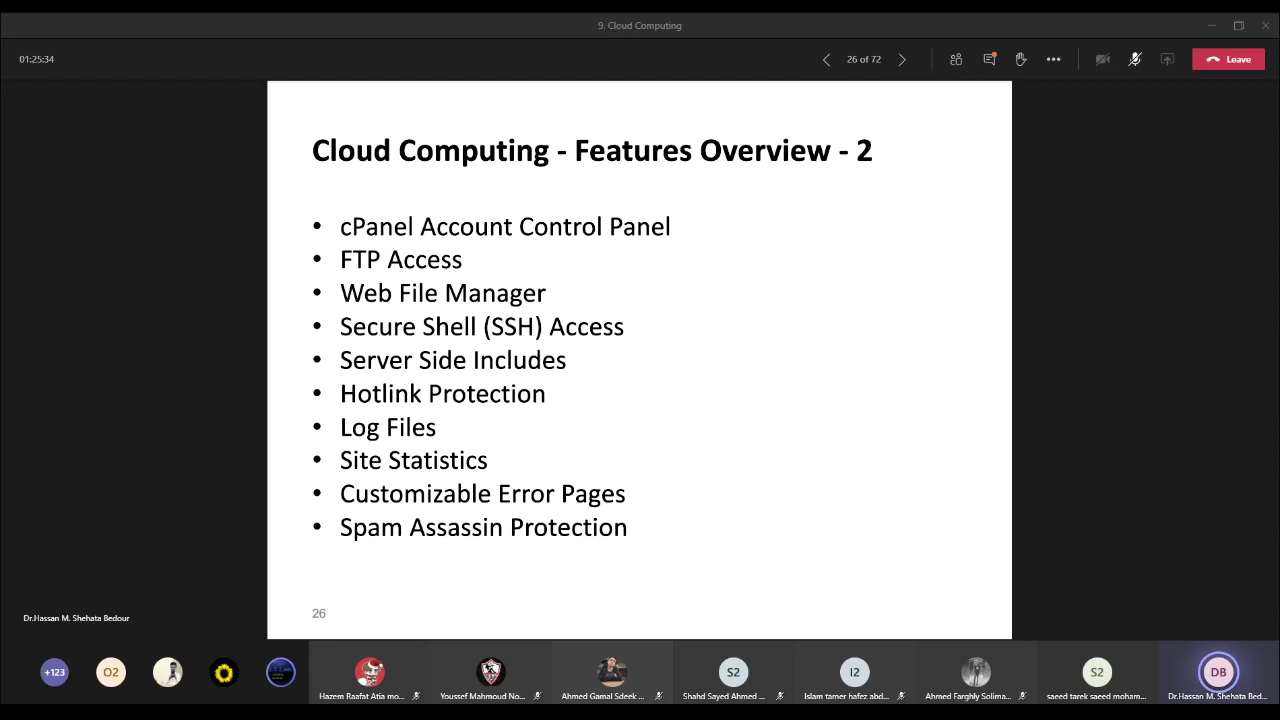 9. Cloud Computing
01:25:34
26 of 72
Leave
Cloud Computing - Features Overview - 2
• cPanel Account Control Panel
• FTP Access
• Web File Manager
• Secure Shell (SSH) Access
• Server Side Includes
• Hotlink Protection
• Log Files
• Site Statistics
• Customizable Error Pages
• Spam Assassin Protection
26
Dr.Hassan M. Shehata Bedour
+123
O2
S2
I2
S2
DB
Hazem Raafat Atia mo...
Youssef Mahmoud No...
Ahmed Gamal Sdeek ...
Shahd Sayed Ahmed ...
Islam tamer hafez abd...
Ahmed Farghly Solima...
saeed tarek saeed moham...
Dr.Hassan M. Shehata Bed...